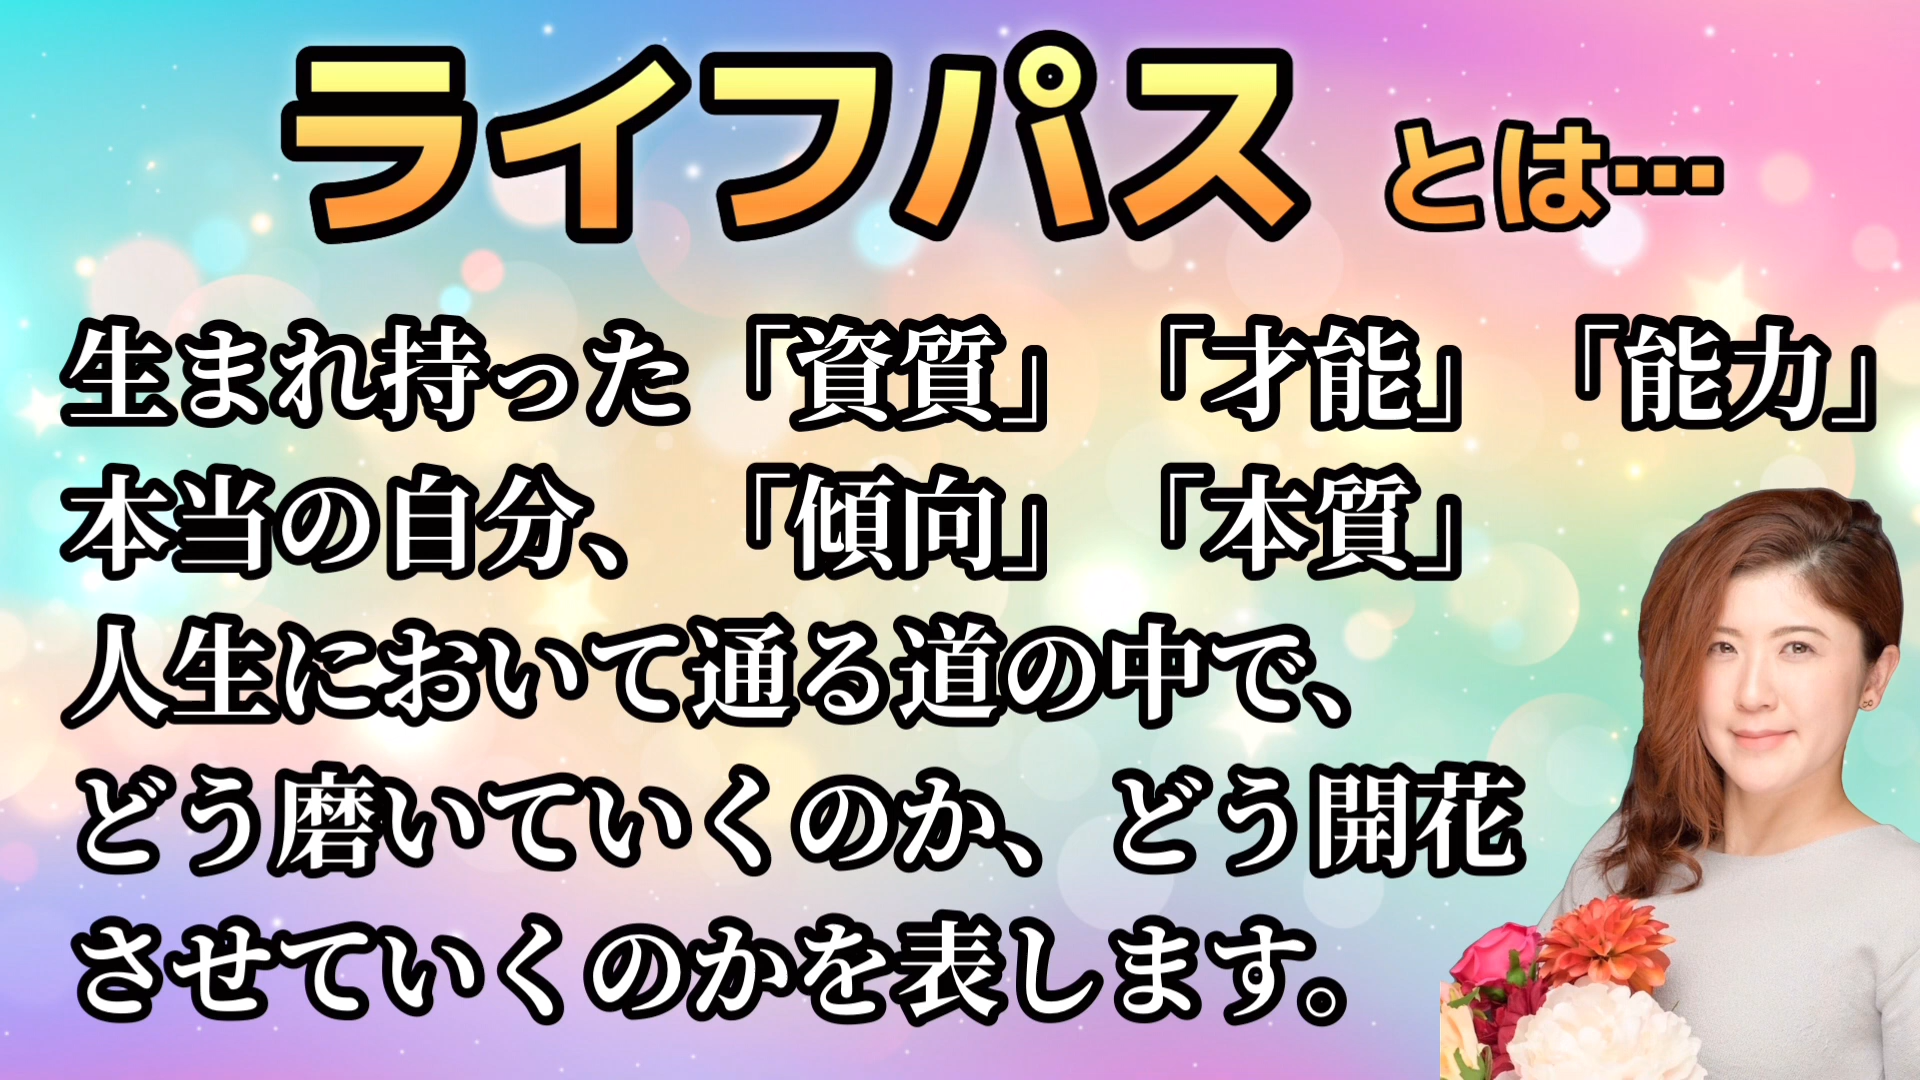 ライフパス とは…
生まれ持った「資質」「才能」「能力」
本当の自分、「傾向」「本質」
人生において通る道の中で、
どう磨いていくのか、どう開花
させていくのかを表します。